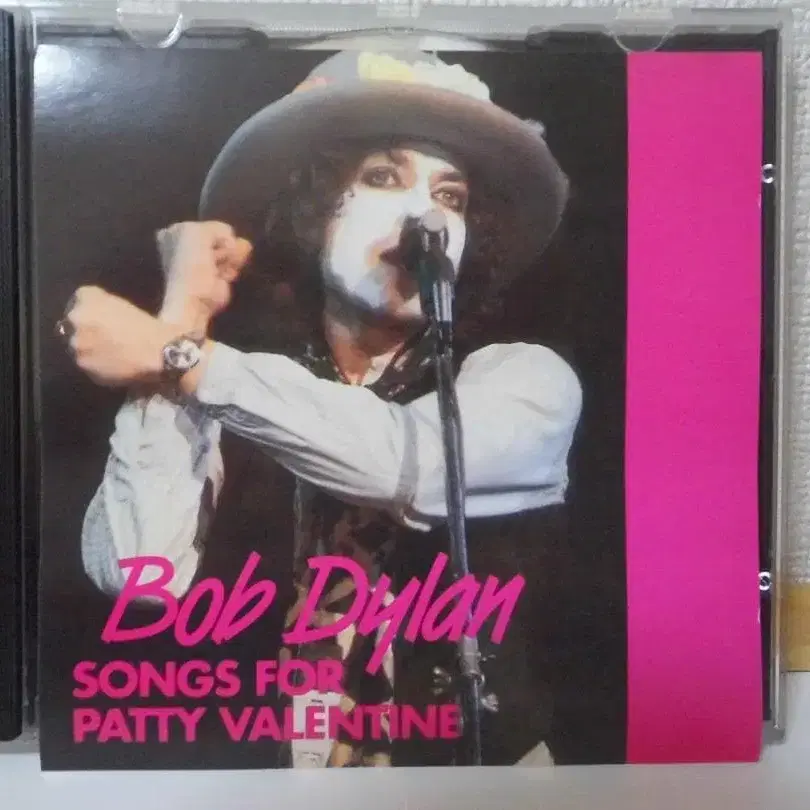 Bob Dylan
SONGS FOR
PATTY VALENTINE